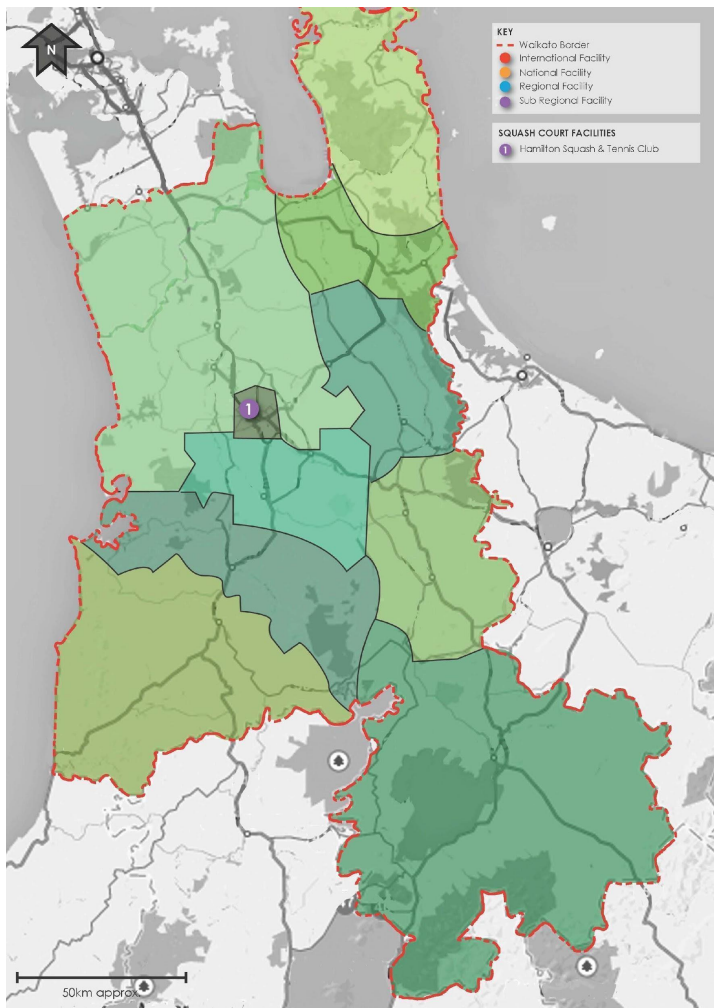 N
KEY
Waikato Border
International Facility
National Facility
Regional Facility
Sub Regional Facility
SQUASH COURT FACILITIES
1 Hamilton Squash & Tennis Club
1
50km approx.